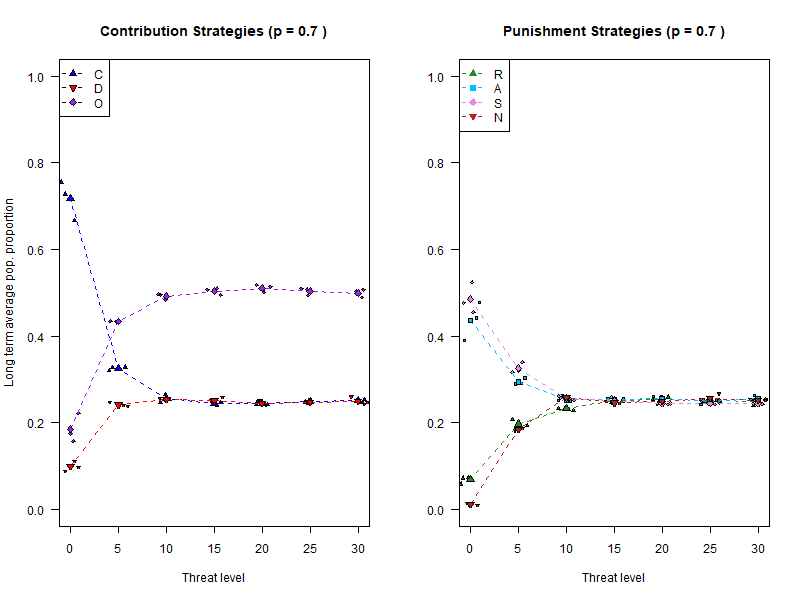 Contribution Strategies (p = 0.7 )
Long term average pop. proportion
1.0
0.8
0.6
0.4
0.2
0.0
C
D
O
0 5 10 15 20 25 30
Threat level
Punishment Strategies (p = 0.7 )
1.0
0.8
0.6
0.4
0.2
0.0
R
A
S
N
0 5 10 15 20 25 30
Threat level